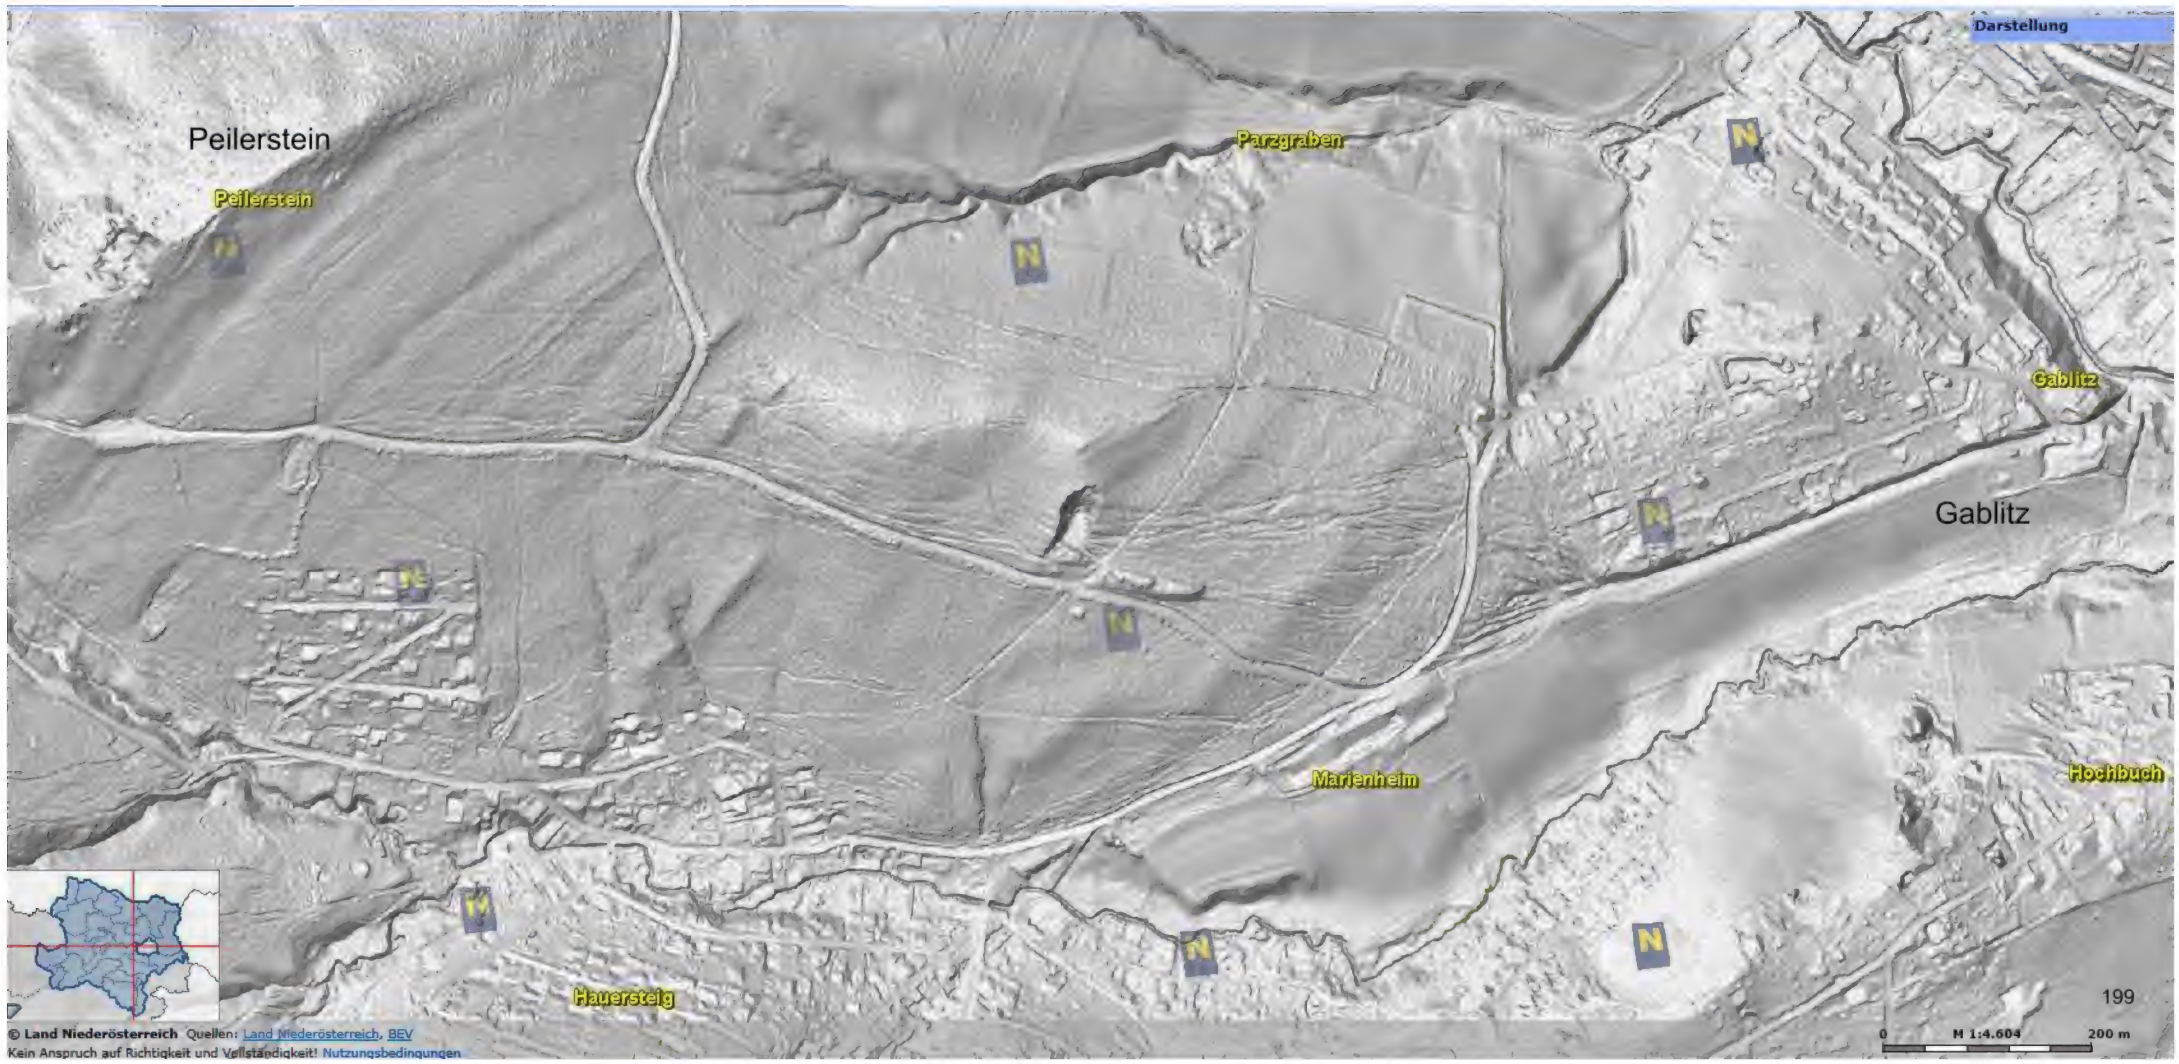 Darstellung
Peilerstein
Parzgraben
N
Peilerstein
N
N
Gablitz
N
Gablitz
N
N
Marienheim
Hochbuch
N
N
N
Hauersteig
199
© Land Niederösterreich Quellen: Land Niederösterreich, BEV
0 M 1:4.604 200 m
Kein Anspruch auf Richtigkeit und Vollständigkeit! Nutzungsbedingungen